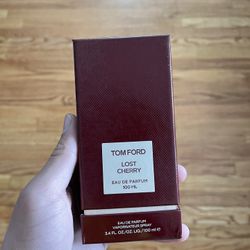 TOM FORD
LOST
CHERRY
EAU DE PARFUM
100 ML
EAU DE PARFUM
VAPORISATEUR SPRAY
3.4 FL. OZ./OZ. LIQ./100 ml ℮